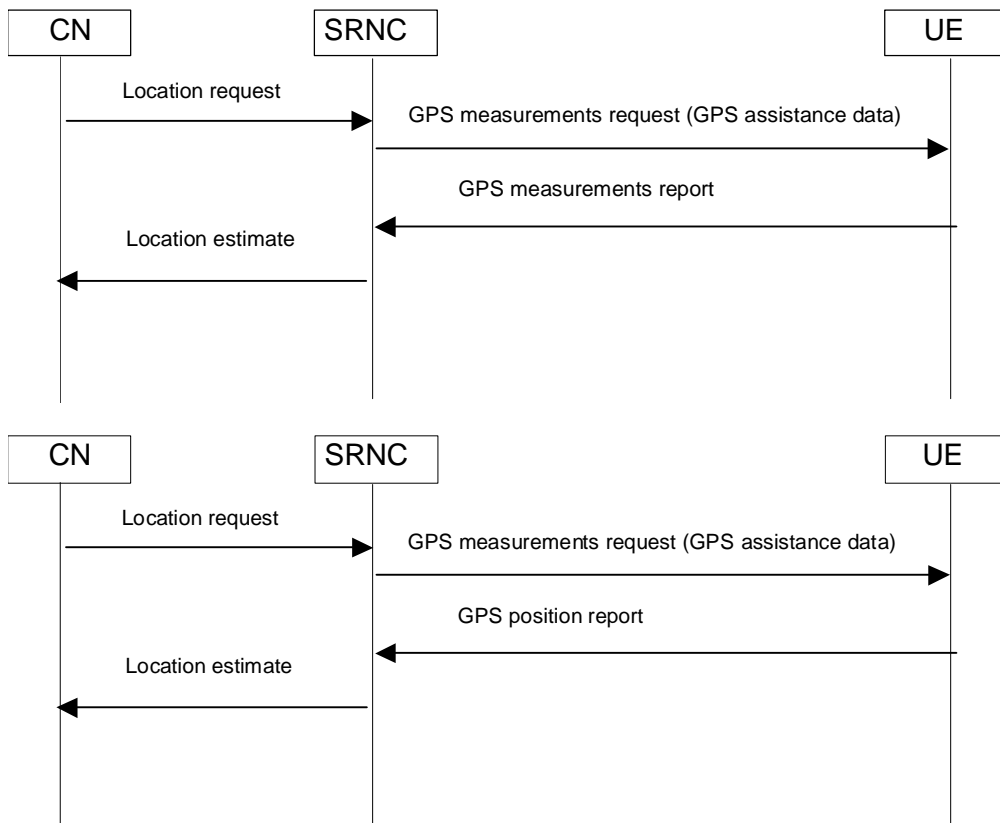 CN SRNC UE
Location request
GPS measurements request (GPS assistance data)
GPS measurements report
Location estimate
CN SRNC UE
Location request
GPS measurements request (GPS assistance data)
GPS position report
Location estimate